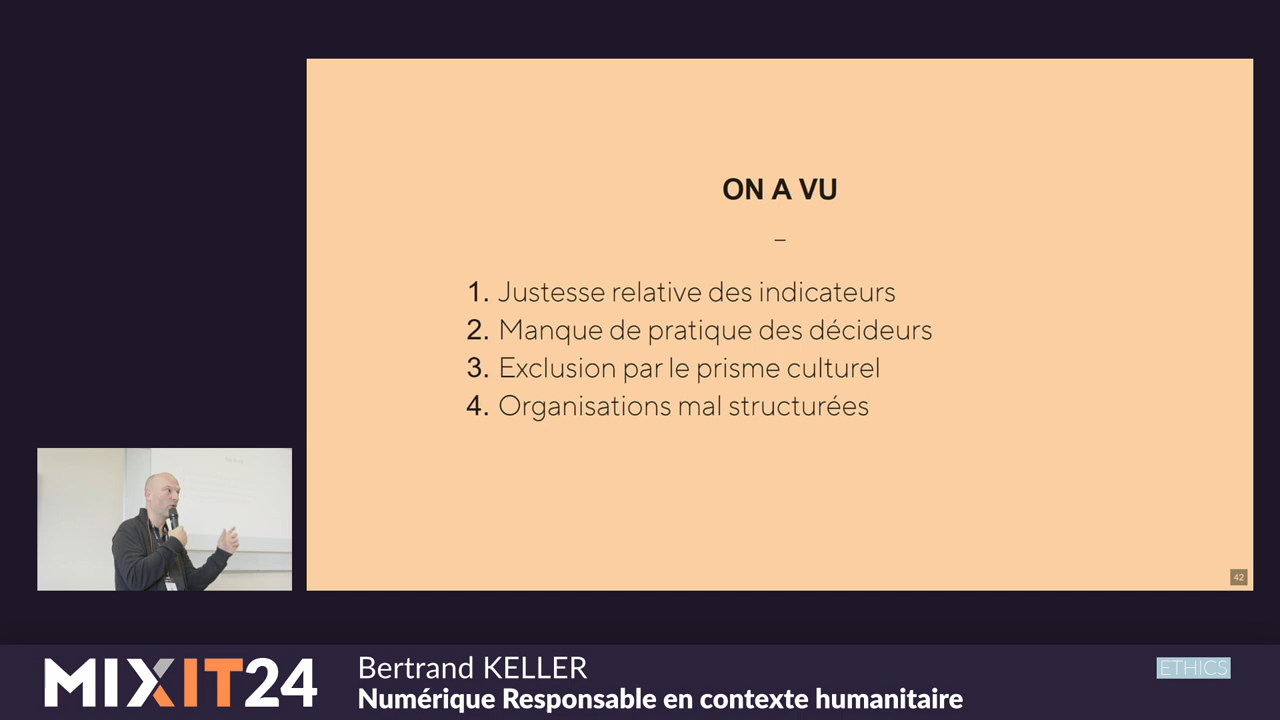 ON A VU
–
1. Justesse relative des indicateurs
2. Manque de pratique des décideurs
3. Exclusion par le prisme culturel
4. Organisations mal structurées
42
MIXIT24
Bertrand KELLER
Numérique Responsable en contexte humanitaire
ETHICS